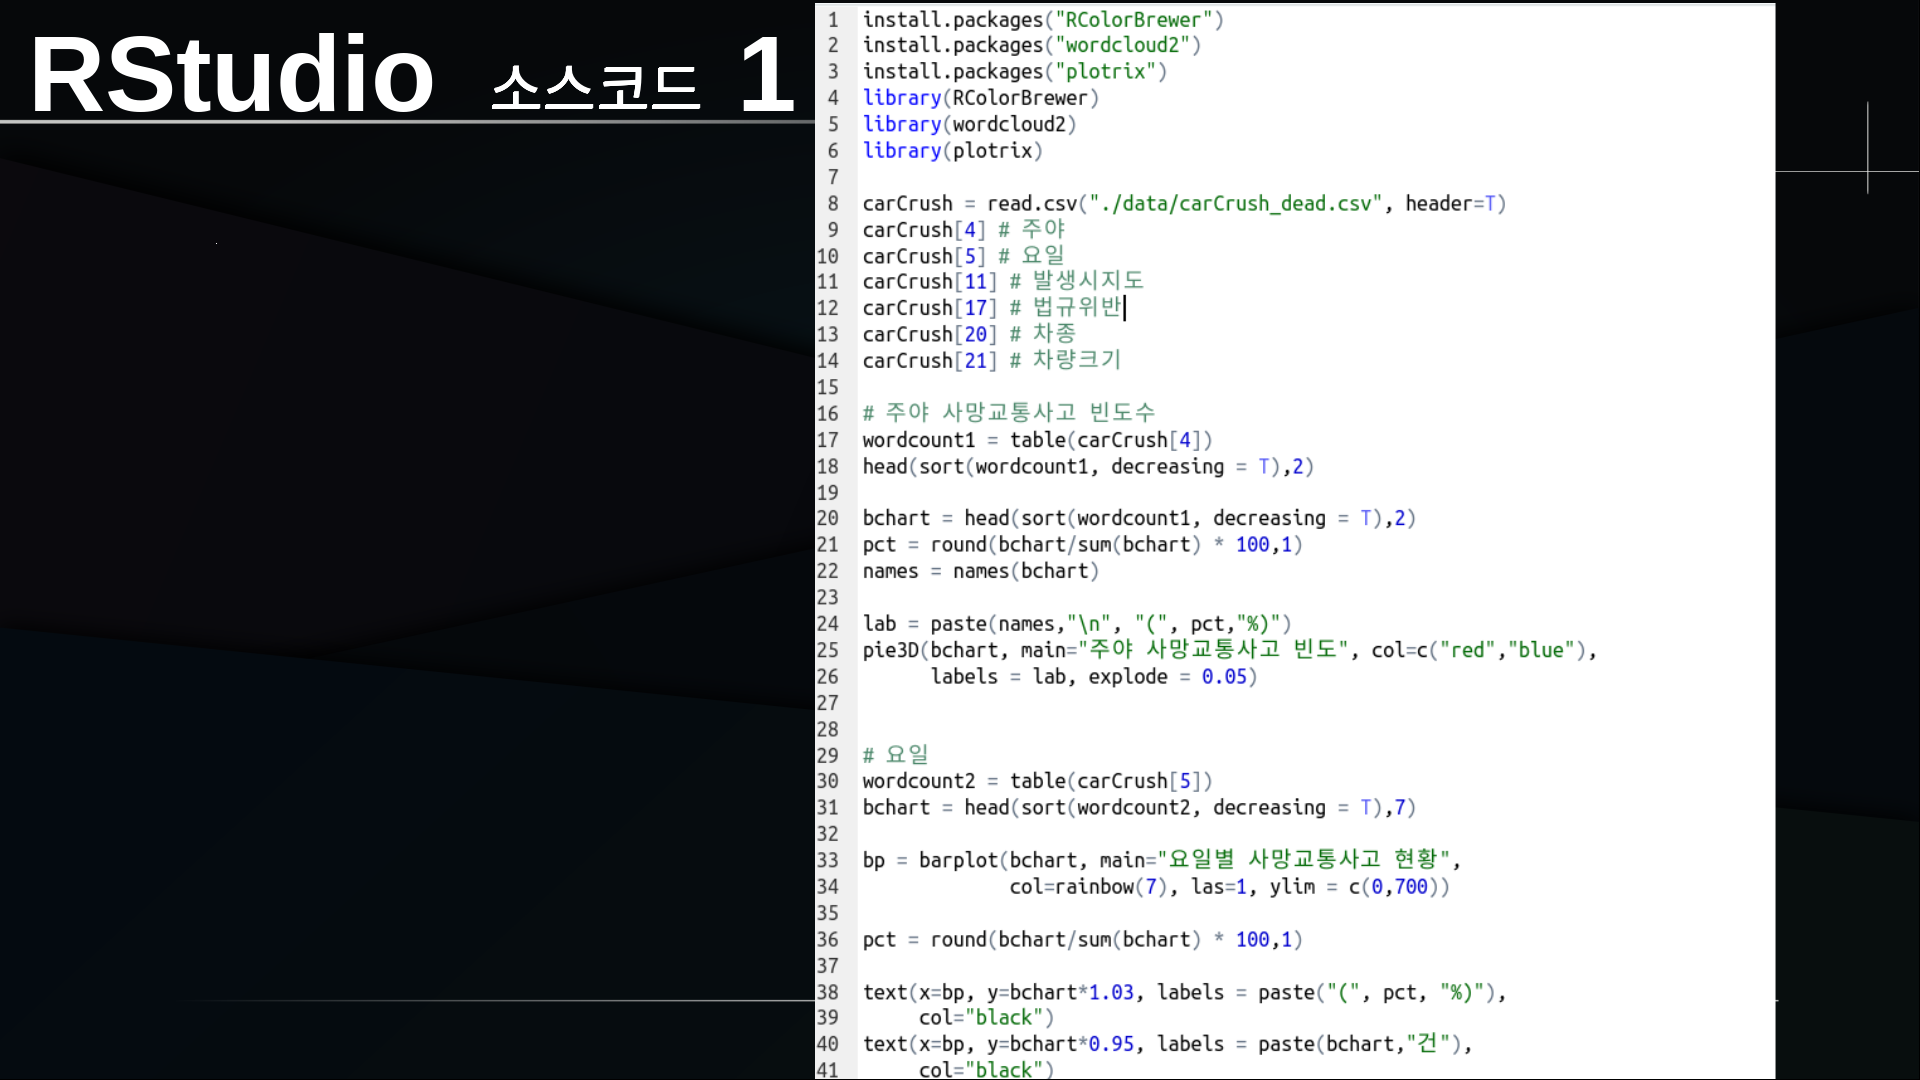 RStudio 소스코드 1
1 install.packages("RColorBrewer")
2 install.packages("wordcloud2")
3 install.packages("plotrix")
4 library(RColorBrewer)
5 library(wordcloud2)
6 library(plotrix)
7
8 carCrush = read.csv("./data/carCrush_dead.csv", header=T)
9 carCrush[4] # 주야
10 carCrush[5] # 요일
11 carCrush[11] # 발생시지도
12 carCrush[17] # 법규위반
13 carCrush[20] # 차종
14 carCrush[21] # 차량크기
15
16 # 주야 사망교통사고 빈도수
17 wordcount1 = table(carCrush[4])
18 head(sort(wordcount1, decreasing = T),2)
19
20 bchart = head(sort(wordcount1, decreasing = T),2)
21 pct = round(bchart/sum(bchart) * 100,1)
22 names = names(bchart)
23
24 lab = paste(names,"\n", "(", pct,"%)")
25 pie3D(bchart, main="주야 사망교통사고 빈도", col=c("red","blue"),
26 labels = lab, explode = 0.05)
27
28
29 # 요일
30 wordcount2 = table(carCrush[5])
31 bchart = head(sort(wordcount2, decreasing = T),7)
32
33 bp = barplot(bchart, main="요일별 사망교통사고 현황",
34 col=rainbow(7), las=1, ylim = c(0,700))
35
36 pct = round(bchart/sum(bchart) * 100,1)
37
38 text(x=bp, y=bchart*1.03, labels = paste("(", pct, "%)"),
39 col="black")
40 text(x=bp, y=bchart*0.95, labels = paste(bchart,"건"),
41 col="black")